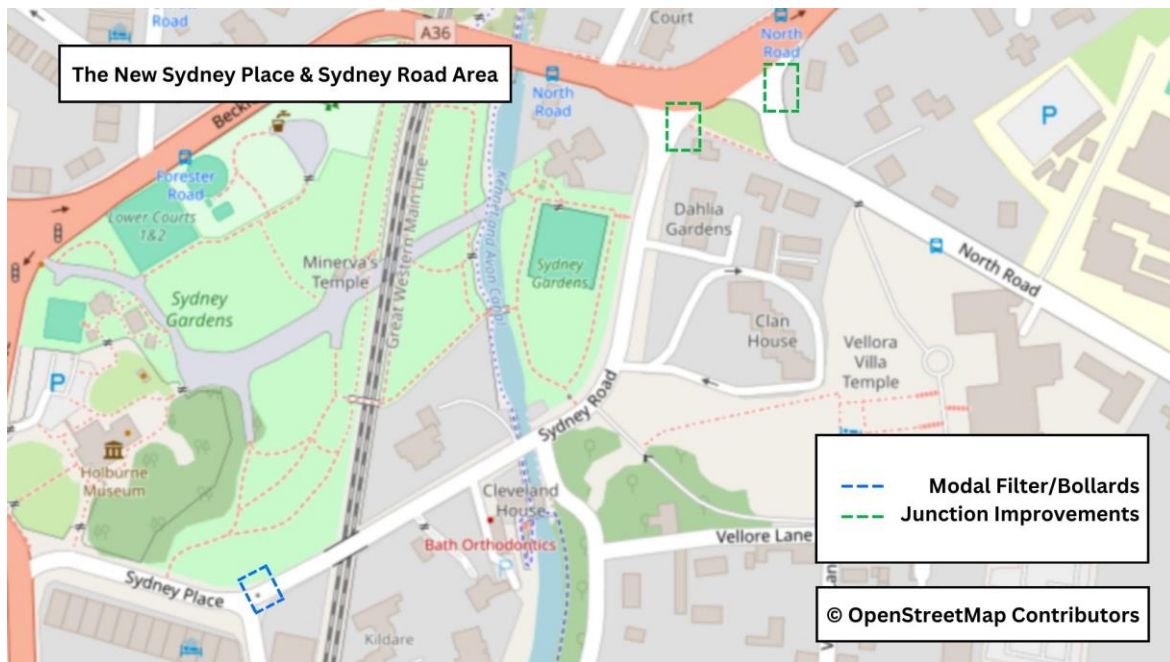 Road
Court
A36
North
Road
The New Sydney Place & Sydney Road Area
North
Road
P
Forester
Road
Lower Courts
1&2
Kennet and Avon Canal
Great Western Main Line
Dahlia
Gardens
Minerva's
Temple
Sydney
Gardens
North Road
Sydney
Gardens
Clan
House
Vellora
Villa
Temple
P
Sydney Road
Holburne
Museum
Modal Filter/Bollards
Junction Improvements
Cleveland
House
Bath Orthodontics
Vellore Lane
Sydney Place
© OpenStreetMap Contributors
Kildare